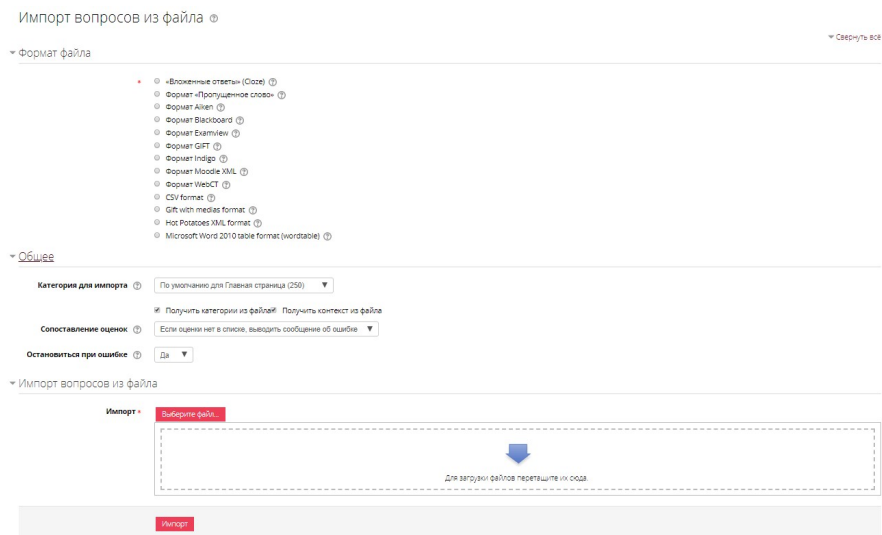 Импорт вопросов из файла
Свернуть всё
Формат файла
«Вложенные ответы» (Cloze)
Формат «Пропущенное слово»
Формат Aiken
Формат Blackboard
Формат Examview
Формат GIFT
Формат Indigo
Формат Moodle XML
Формат WebCT
CSV format
Gift with medias format
Hot Potatoes XML format
Microsoft Word 2010 table format (wordtable)
Общее
Категория для импорта По умолчанию для Главная страница (250)
Получить категории из файла Получить контекст из файла
Сопоставление оценок Если оценки нет в списке, выводить сообщение об ошибке
Остановиться при ошибке Да
Импорт вопросов из файла
Импорт Выберите файл...
Для загрузки файлов перетащите их сюда.
Импорт